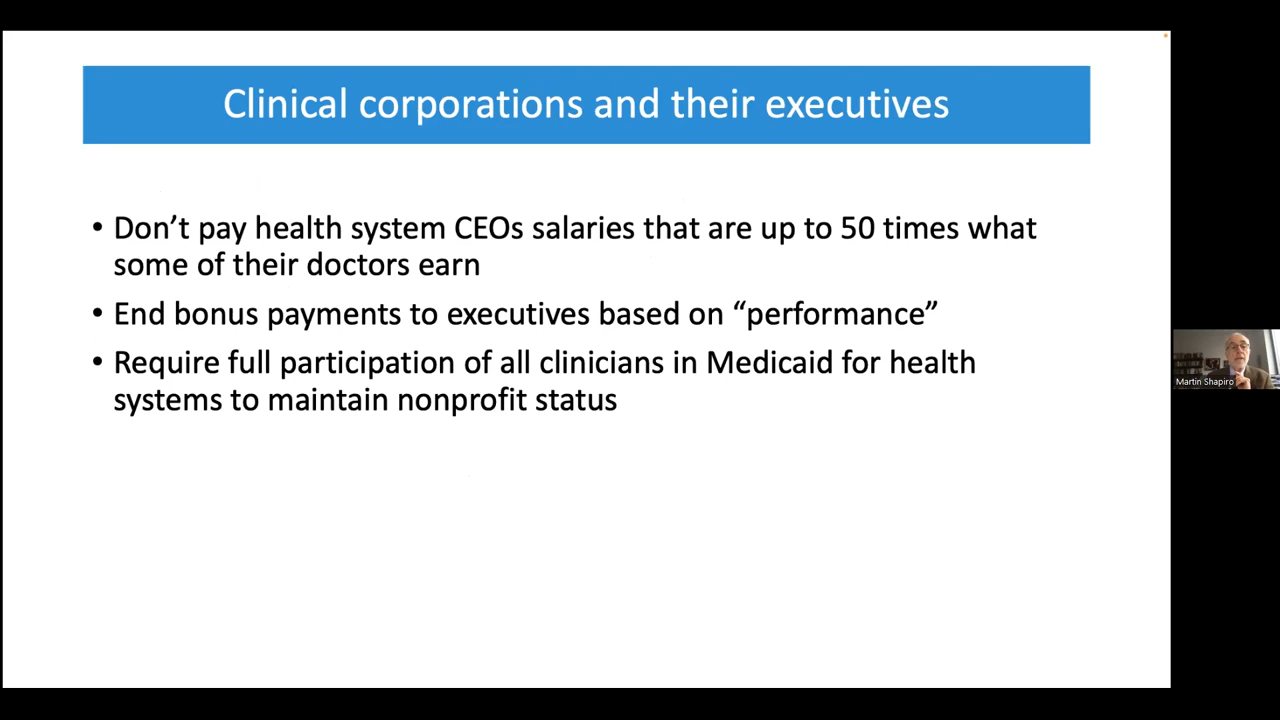 Clinical corporations and their executives
• Don’t pay health system CEOs salaries that are up to 50 times what
some of their doctors earn
• End bonus payments to executives based on “performance”
• Require full participation of all clinicians in Medicaid for health
systems to maintain nonprofit status
Martin Shapiro